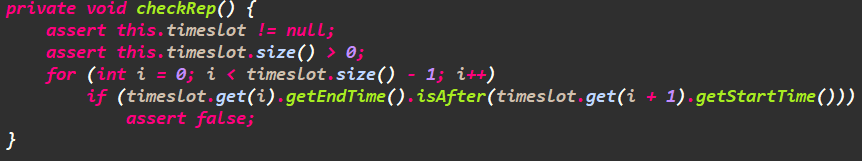 private void checkRep() {
    assert this.timeslot != null;
    assert this.timeslot.size() > 0;
    for (int i = 0; i < timeslot.size() - 1; i++)
        if (timeslot.get(i).getEndTime().isAfter(timeslot.get(i + 1).getStartTime()))
            assert false;
}